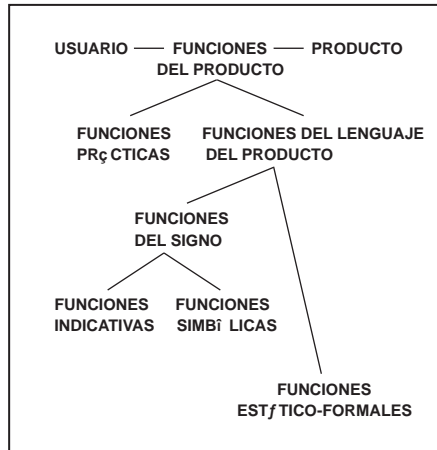 USUARIO — FUNCIONES — PRODUCTO
DEL PRODUCTO
FUNCIONES FUNCIONES DEL LENGUAJE
PRç CTICAS DEL PRODUCTO
FUNCIONES
DEL SIGNO
FUNCIONES FUNCIONES
INDICATIVAS SIMBî LICAS
FUNCIONES
ESTƒ TICO-FORMALES